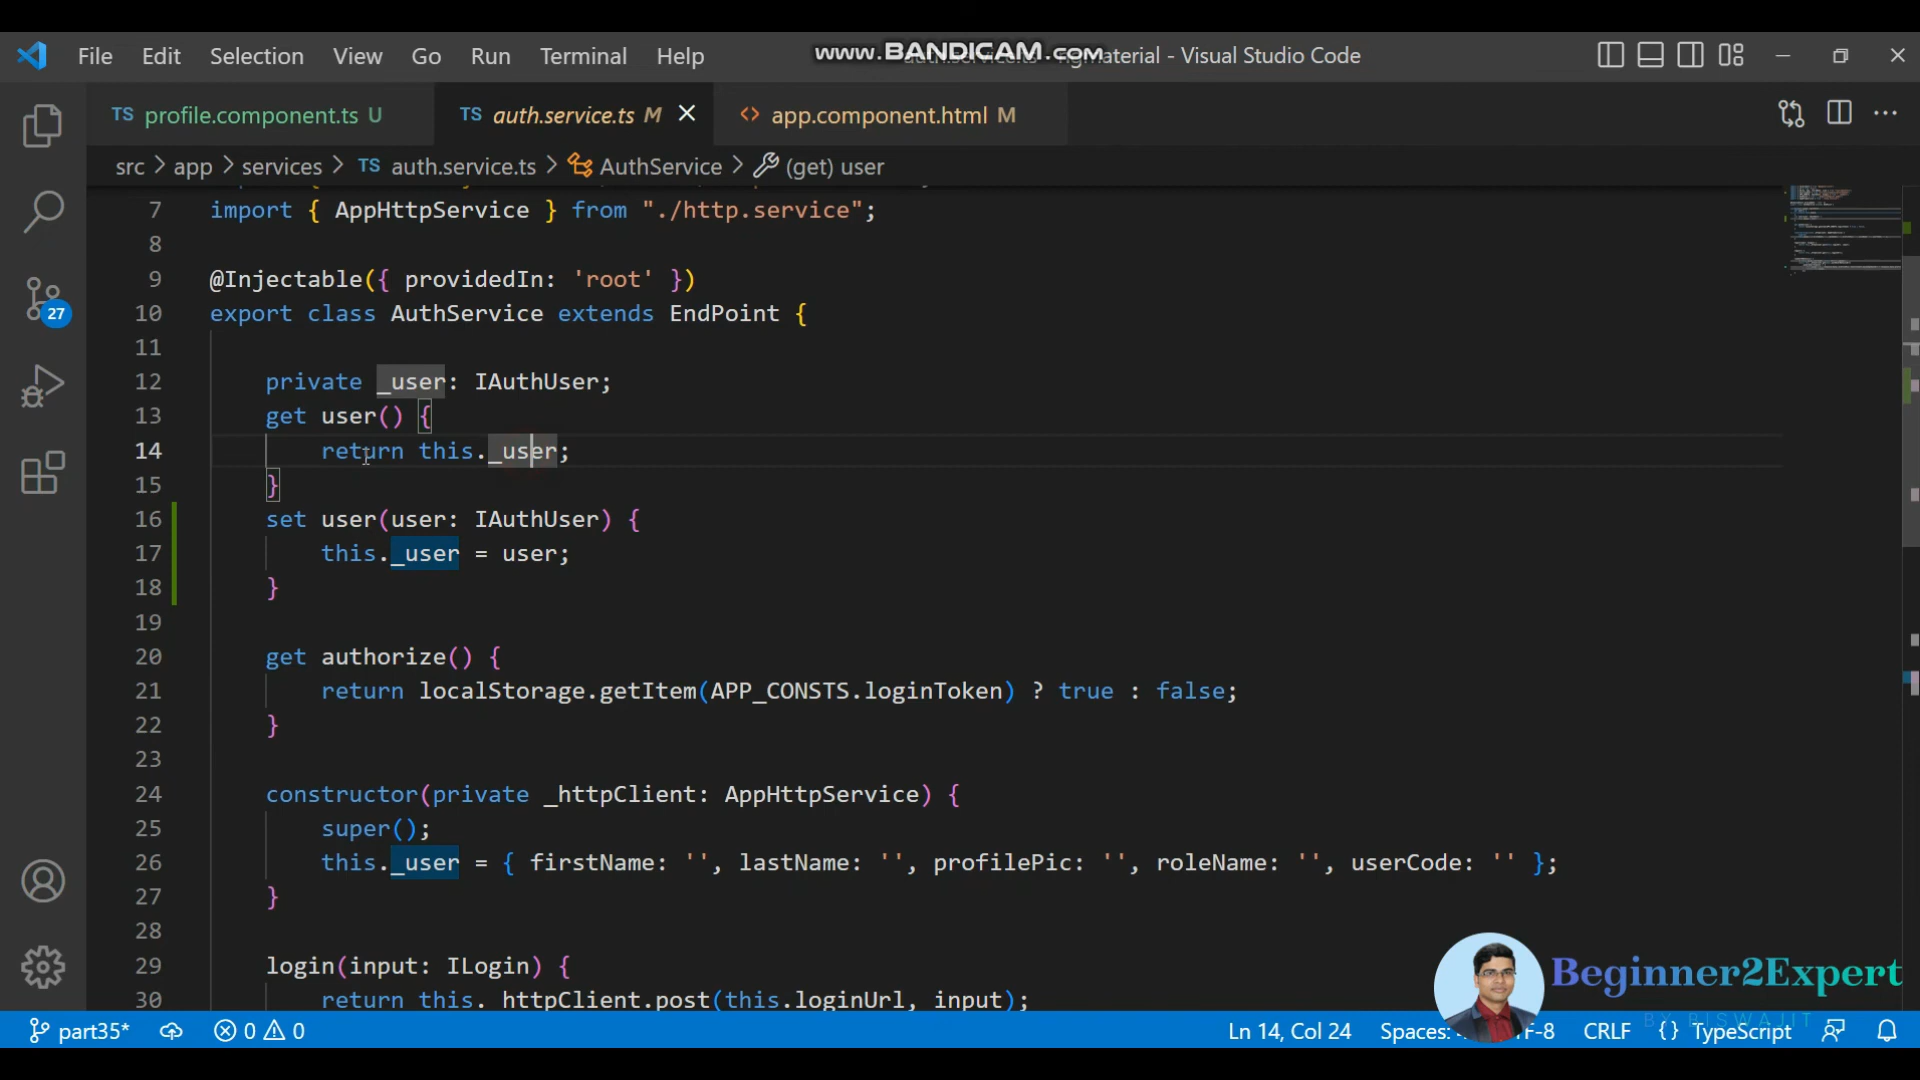 File Edit Selection View Go Run Terminal Help www.BANDICAM.com material - Visual Studio Code
TS profile.component.ts U TS auth.service.ts M app.component.html M
src > app > services > TS auth.service.ts > AuthService > (get) user
7 import { AppHttpService } from "./http.service";
8
9 @Injectable({ providedIn: 'root' })
10 export class AuthService extends EndPoint {
11
12 private _user: IAuthUser;
13 get user() {
14 return this._user;
15 }
16 set user(user: IAuthUser) {
17 this._user = user;
18 }
19
20 get authorize() {
21 return localStorage.getItem(APP_CONSTS.loginToken) ? true : false;
22 }
23
24 constructor(private _httpClient: AppHttpService) {
25 super();
26 this._user = { firstName: '', lastName: '', profilePic: '', roleName: '', userCode: '' };
27 }
28
29 login(input: ILogin) {
30 return this. httpClient.post(this.loginUrl, input);
27
Beginner2Expert
BY BISWAJIT
part35* 0 0 Ln 14, Col 24 Spaces: TF-8 CRLF {} TypeScript